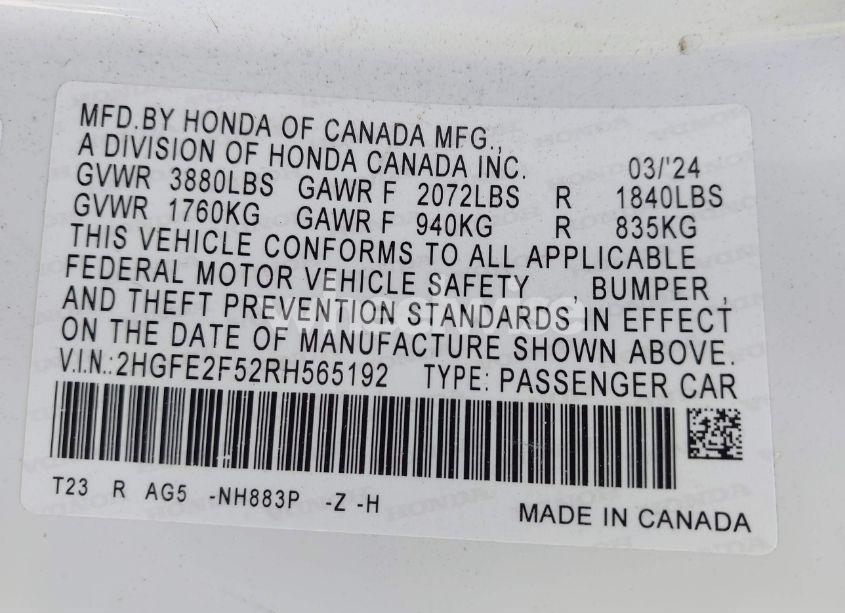 MFD.BY HONDA OF CANADA MFG.,
A DIVISION OF HONDA CANADA INC. 03/'24
GVWR 3880LBS GAWR F 2072LBS R 1840LBS
GVWR 1760KG GAWR F 940KG R 835KG
THIS VEHICLE CONFORMS TO ALL APPLICABLE
FEDERAL MOTOR VEHICLE SAFETY , BUMPER ,
AND THEFT PREVENTION STANDARDS IN EFFECT
ON THE DATE OF MANUFACTURE SHOWN ABOVE.
V.I.N.:2HGFE2F52RH565192 TYPE: PASSENGER CAR
T23 R AG5 -NH883P -Z -H
MADE IN CANADA